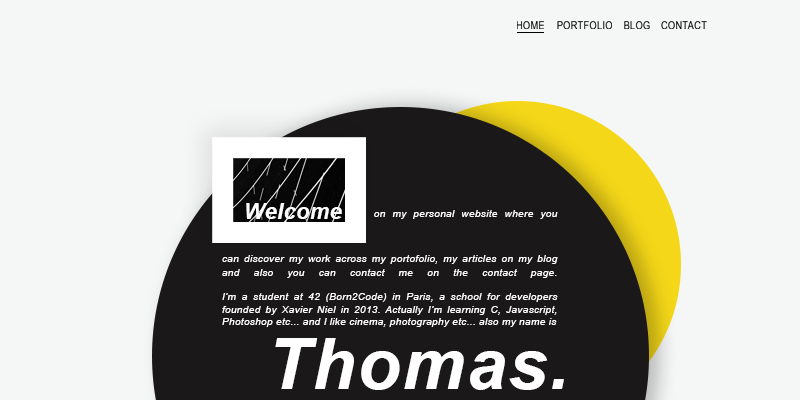 HOME PORTFOLIO BLOG CONTACT
Welcome on my personal website where you
can discover my work across my portofolio, my articles on my blog
and also you can contact me on the contact page.
I'm a student at 42 (Born2Code) in Paris, a school for developers
founded by Xavier Niel in 2013. Actually I'm learning C, Javascript,
Photoshop etc... and I like cinema, photography etc... also my name is
Thomas.